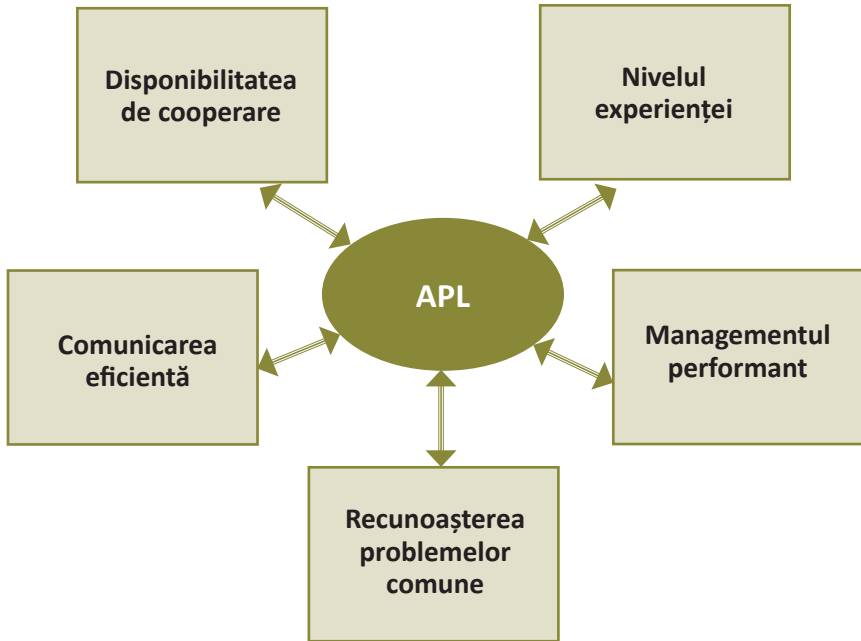 Disponibilitatea
de cooperare
Nivelul
experienței
APL
Comunicarea
eficientă
Managementul
performant
Recunoașterea
problemelor
comune